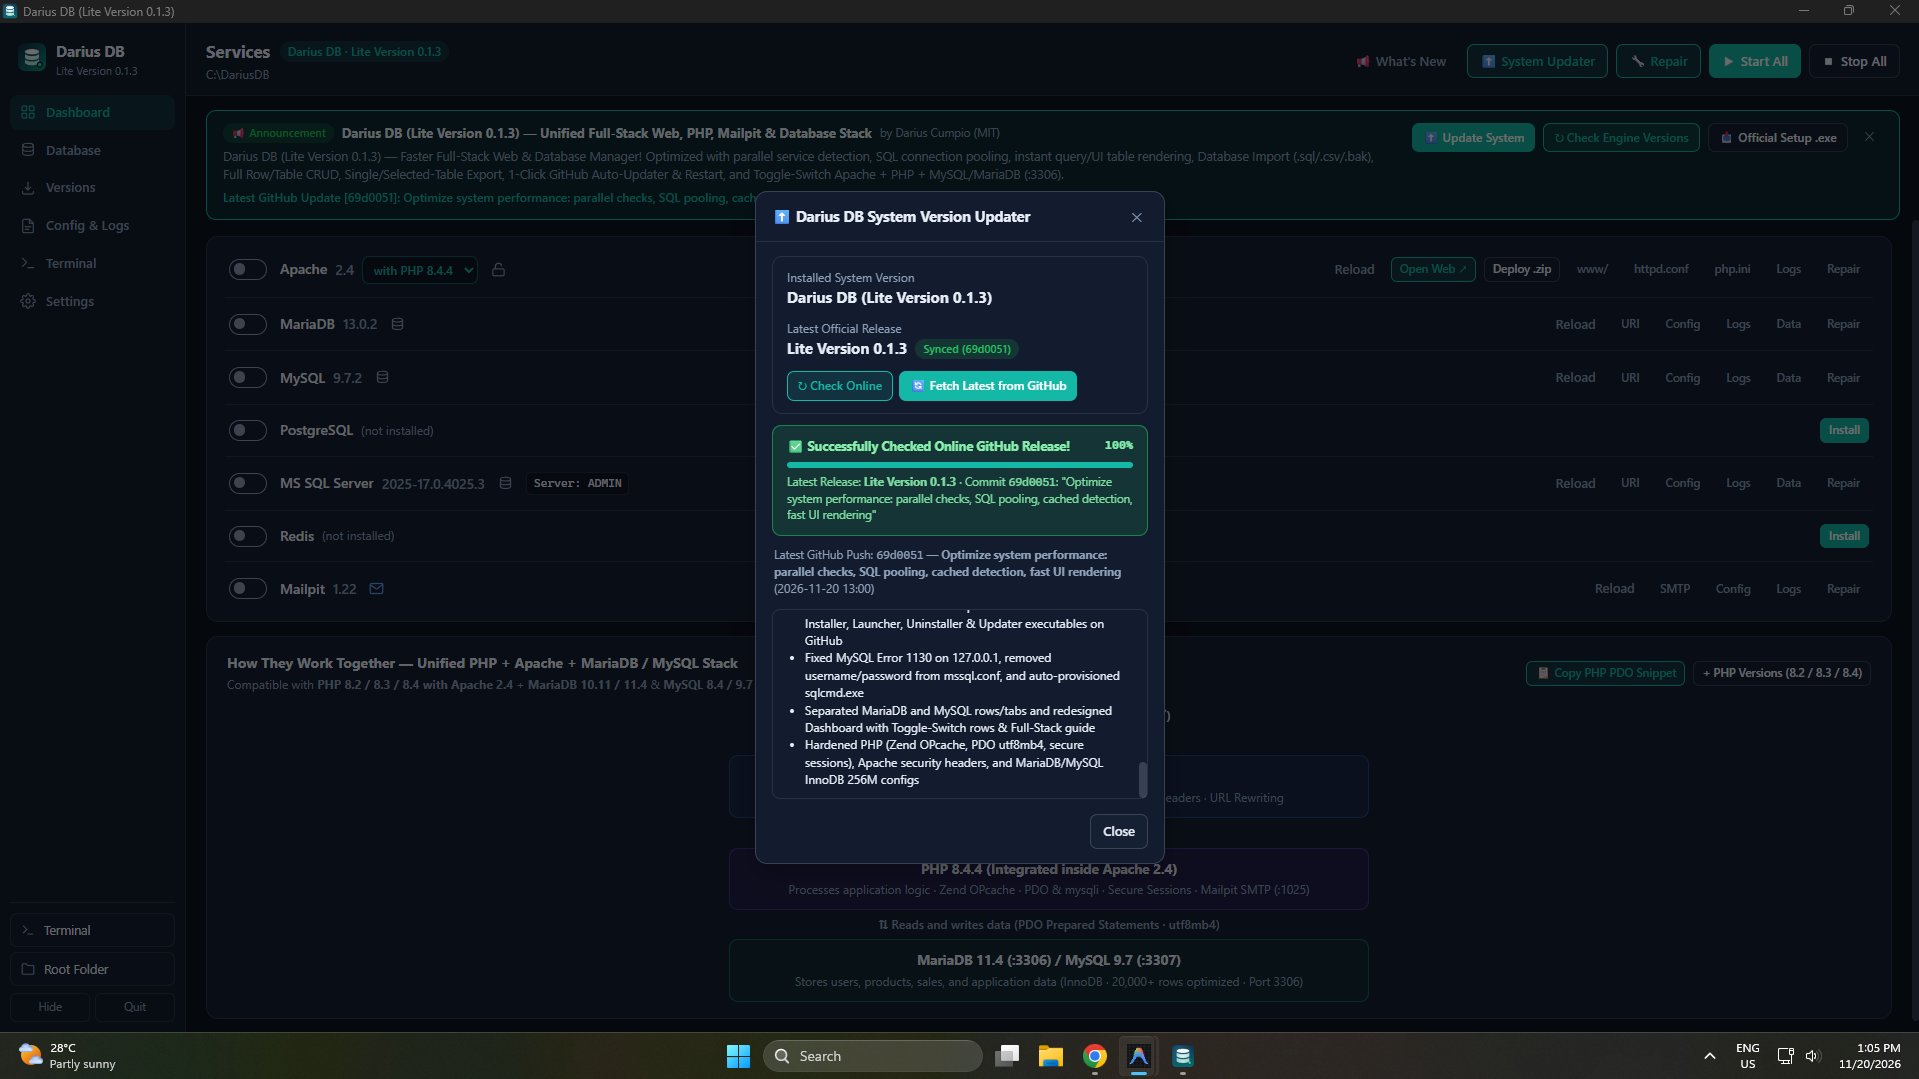 Darius DB (Lite Version 0.1.3)
Darius DB
Lite Version 0.1.3
Dashboard
Database
Versions
Config & Logs
Terminal
Settings
Terminal
Root Folder
Hide
Quit
Services
Darius DB · Lite Version 0.1.3
C:\DariusDB
What's New
System Updater
Repair
Start All
Stop All
Announcement
Darius DB (Lite Version 0.1.3) — Unified Full-Stack Web, PHP, Mailpit & Database Stack
by Darius Cumpio (MIT)
Darius DB (Lite Version 0.1.3) — Faster Full-Stack Web & Database Manager! Optimized with parallel service detection, SQL connection pooling, instant query/UI table rendering, Database Import (.sql/.csv/.bak),
Full Row/Table CRUD, Single/Selected-Table Export, 1-Click GitHub Auto-Updater & Restart, and Toggle-Switch Apache + PHP + MySQL/MariaDB (:3306).
Latest GitHub Update [69d0051]: Optimize system performance: parallel checks, SQL pooling, cach
Update System
↻ Check Engine Versions
Official Setup .exe
Apache 2.4
with PHP 8.4.4
Reload
Open Web ↗
Deploy .zip
www/
httpd.conf
php.ini
Logs
Repair
MariaDB 13.0.2
Reload
URI
Config
Logs
Data
Repair
MySQL 9.7.2
Reload
URI
Config
Logs
Data
Repair
PostgreSQL (not installed)
Install
MS SQL Server 2025-17.0.4025.3
Server: ADMIN
Reload
URI
Config
Logs
Data
Repair
Redis (not installed)
Install
Mailpit 1.22
Reload
SMTP
Config
Logs
Repair
How They Work Together — Unified PHP + Apache + MariaDB / MySQL Stack
Compatible with PHP 8.2 / 8.3 / 8.4 with Apache 2.4 + MariaDB 10.11 / 11.4 & MySQL 8.4 / 9.7
Copy PHP PDO Snippet
+ PHP Versions (8.2 / 8.3 / 8.4)
eaders · URL Rewriting
PHP 8.4.4 (Integrated inside Apache 2.4)
Processes application logic · Zend OPcache · PDO & mysqli · Secure Sessions · Mailpit SMTP (:1025)
⇅ Reads and writes data (PDO Prepared Statements · utf8mb4)
MariaDB 11.4 (:3306) / MySQL 9.7 (:3307)
Stores users, products, sales, and application data (InnoDB · 20,000+ rows optimized · Port 3306)
Darius DB System Version Updater
Installed System Version
Darius DB (Lite Version 0.1.3)
Latest Official Release
Lite Version 0.1.3
Synced (69d0051)
↻ Check Online
Fetch Latest from GitHub
Successfully Checked Online GitHub Release!
100%
Latest Release: Lite Version 0.1.3 · Commit 69d0051: "Optimize
system performance: parallel checks, SQL pooling, cached detection,
fast UI rendering"
Latest GitHub Push: 69d0051 — Optimize system performance:
parallel checks, SQL pooling, cached detection, fast UI rendering
(2026-11-20 13:00)
Installer, Launcher, Uninstaller & Updater executables on
GitHub
• Fixed MySQL Error 1130 on 127.0.0.1, removed
username/password from mssql.conf, and auto-provisioned
sqlcmd.exe
• Separated MariaDB and MySQL rows/tabs and redesigned
Dashboard with Toggle-Switch rows & Full-Stack guide
• Hardened PHP (Zend OPcache, PDO utf8mb4, secure
sessions), Apache security headers, and MariaDB/MySQL
InnoDB 256M configs
Close
28°C
Partly sunny
Search
ENG
US
1:05 PM
11/20/2026